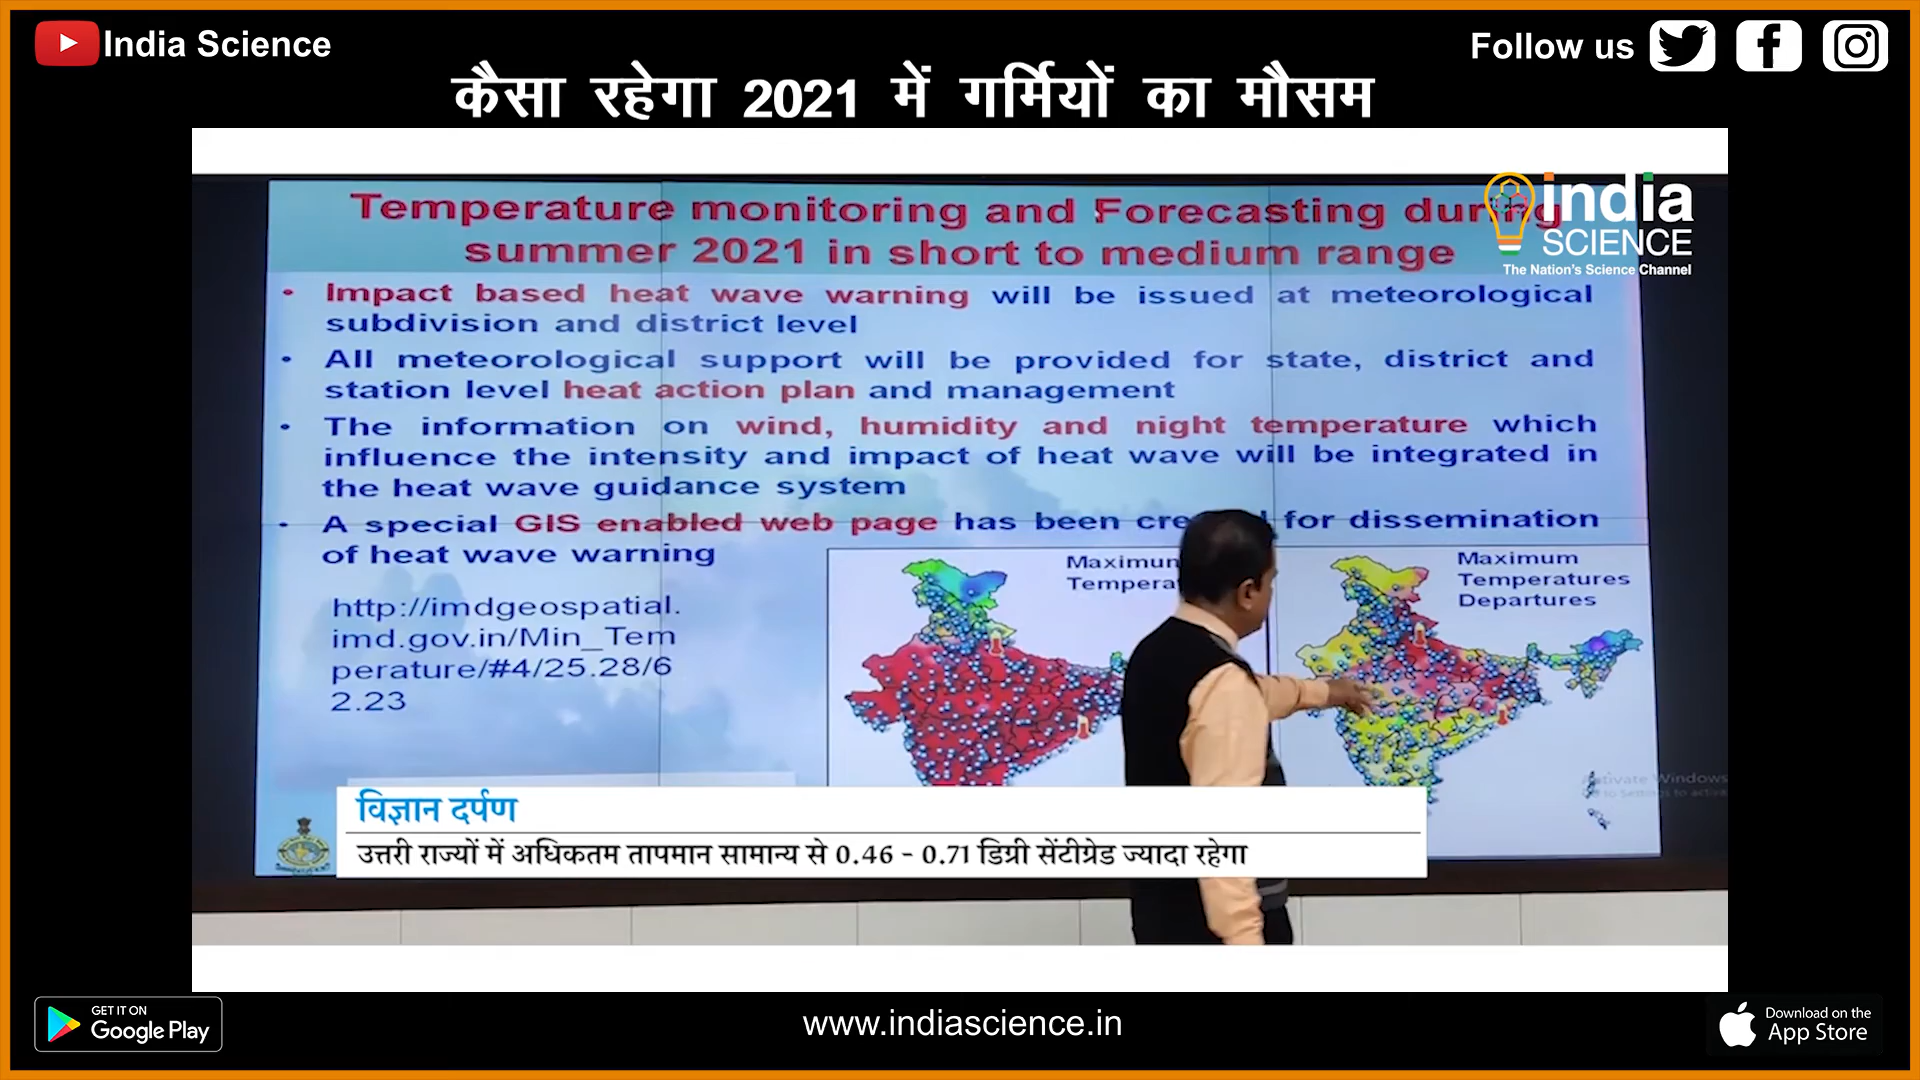 India Science
Follow us
कैसा रहेगा 2021 में गर्मियों का मौसम
india
SCIENCE
The Nation's Science Channel
Temperature monitoring and Forecasting during
summer 2021 in short to medium range
• Impact based heat wave warning will be issued at meteorological
subdivision and district level
• All meteorological support will be provided for state, district and
station level heat action plan and management
• The information on wind, humidity and night temperature which
influence the intensity and impact of heat wave will be integrated in
the heat wave guidance system
• A special GIS enabled web page has been for dissemination
of heat wave warning
http://imdgeospatial.
imd.gov.in/Min_Tem
perature/#4/25.28/6
2.23
Maximum
Temperatures
Departures
विज्ञान दर्पण
उत्तरी राज्यों में अधिकतम तापमान सामान्य से 0.46 - 0.71 डिग्री सेंटीग्रेड ज्यादा रहेगा
GET IT ON
Google Play
www.indiascience.in
Download on the
App Store